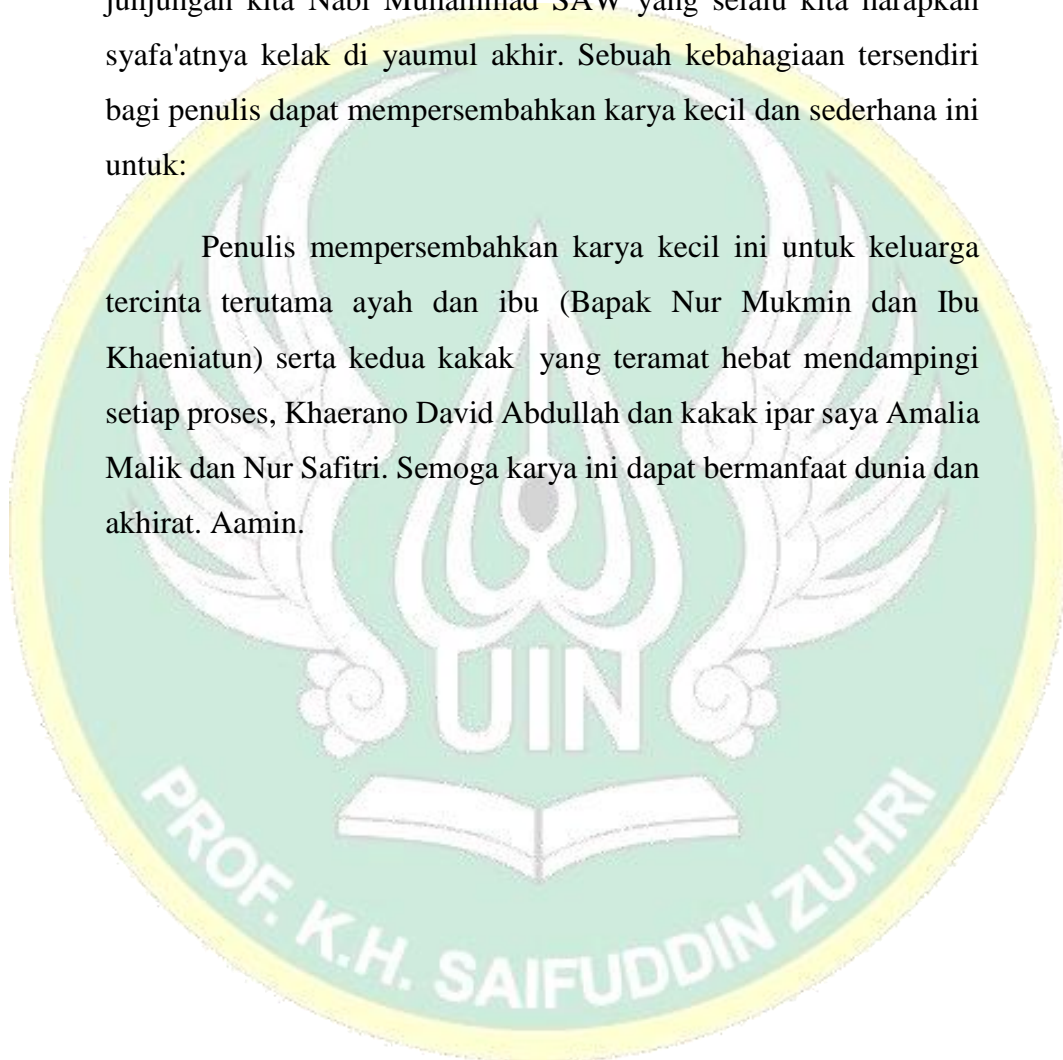 junjungan kita Nabi Muhammad SAW yang selalu kita harapkan
syafa'atnya kelak di yaumul akhir. Sebuah kebahagiaan tersendiri
bagi penulis dapat mempersembahkan karya kecil dan sederhana ini
untuk:
Penulis mempersembahkan karya kecil ini untuk keluarga
tercinta terutama ayah dan ibu (Bapak Nur Mukmin dan Ibu
Khaeniatun) serta kedua kakak yang teramat hebat mendampingi
setiap proses, Khaerano David Abdullah dan kakak ipar saya Amalia
Malik dan Nur Safitri. Semoga karya ini dapat bermanfaat dunia dan
akhirat. Aamin.
UIN
PROF. K.H. SAIFUDDIN ZUHRI